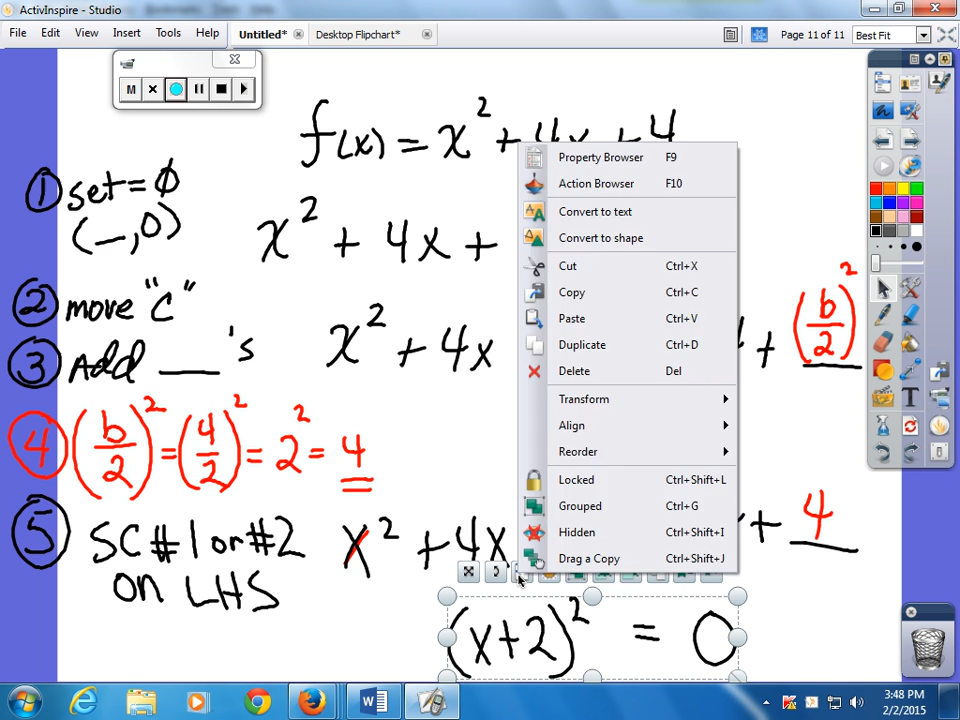 ActivInspire - Studio
File Edit View Insert Tools Help Untitled* Desktop Flipchart* Page 11 of 11 Best Fit
M
f(x) = x² + 4x + 4
① set = ∅
(_, 0)
x² + 4x +
② move "C"
③ Add ___ 's
x² + 4x
+ (b/2)²
④ (b/2)² = (4/2)² = 2² = 4
⑤ SC #1 or #2
on LHS
x² + 4x
+ 4
(x+2)² = 0
Property Browser F9
Action Browser F10
Convert to text
Convert to shape
Cut Ctrl+X
Copy Ctrl+C
Paste Ctrl+V
Duplicate Ctrl+D
Delete Del
Transform
Align
Reorder
Locked Ctrl+Shift+L
Grouped Ctrl+G
Hidden Ctrl+Shift+I
Drag a Copy Ctrl+Shift+J
3:48 PM
2/2/2015